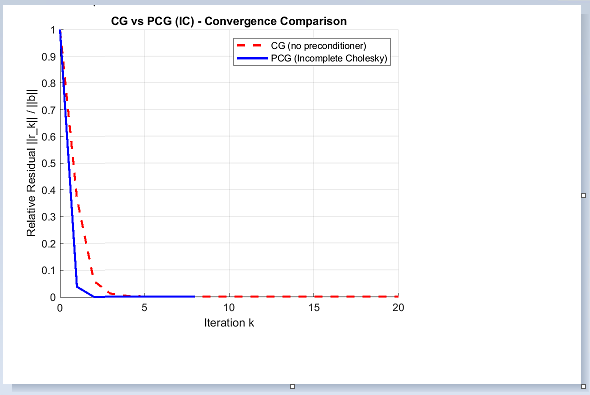 CG vs PCG (IC) - Convergence Comparison
CG (no preconditioner)
PCG (Incomplete Cholesky)
Relative Residual ||r_k|| / ||b||
1
0.9
0.8
0.7
0.6
0.5
0.4
0.3
0.2
0.1
0
0 5 10 15 20
Iteration k